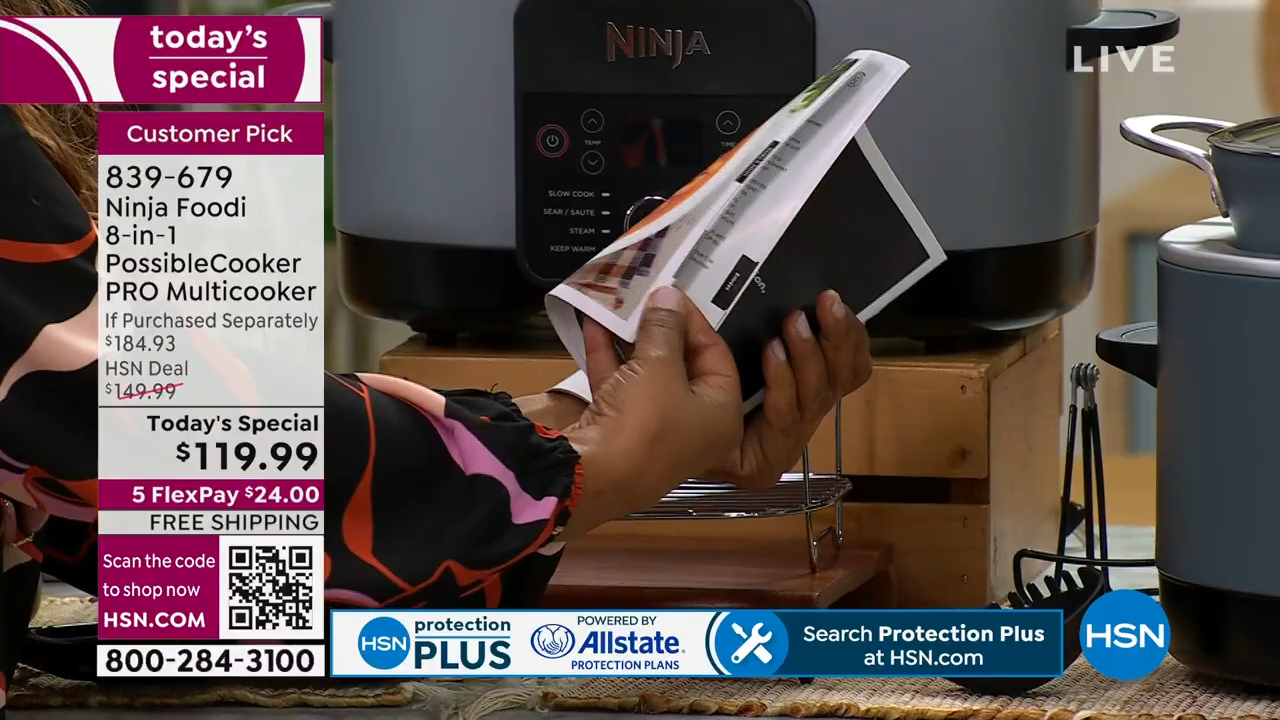 today's
special
Customer Pick
839-679
Ninja Foodi
8-in-1
PossibleCooker
PRO Multicooker
If Purchased Separately
$184.93
HSN Deal
$149.99
Today's Special
$119.99
5 FlexPay $24.00
FREE SHIPPING
Scan the code
to shop now
HSN.COM
800-284-3100
NINJA
TEMP
TIME
SLOW COOK
SEAR / SAUTE
STEAM
KEEP WARM
LIVE
HSN
protection
PLUS
POWERED BY
Allstate.
PROTECTION PLANS
Search Protection Plus
at HSN.com
HSN